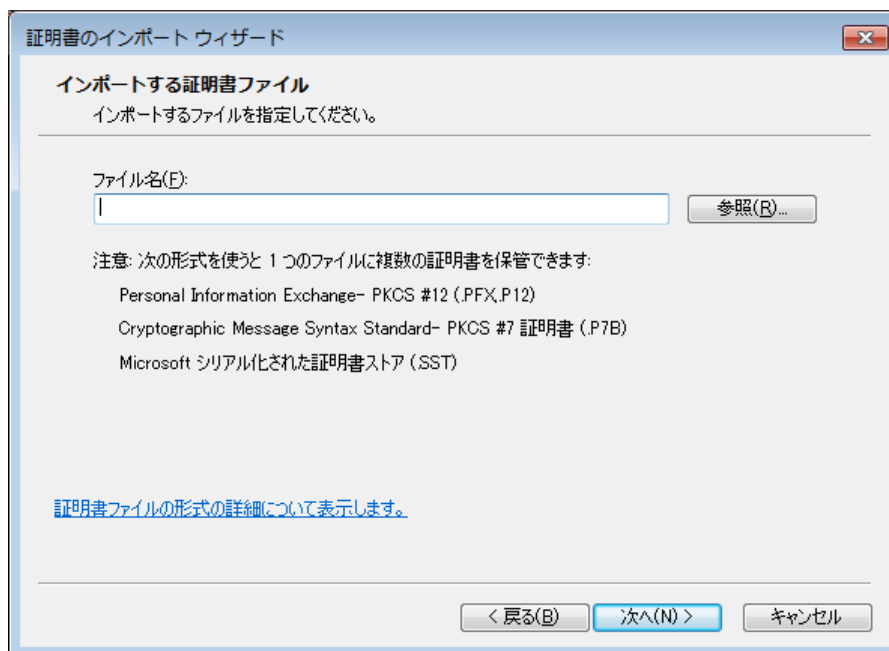 証明書のインポート ウィザード
インポートする証明書ファイル
インポートするファイルを指定してください。
ファイル名(F):
参照(R)...
注意: 次の形式を使うと 1 つのファイルに複数の証明書を保管できます:
Personal Information Exchange- PKCS #12 (.PFX,.P12)
Cryptographic Message Syntax Standard- PKCS #7 証明書 (.P7B)
Microsoft シリアル化された証明書ストア (.SST)
証明書ファイルの形式の詳細について表示します。
< 戻る(B) 次へ(N) > キャンセル